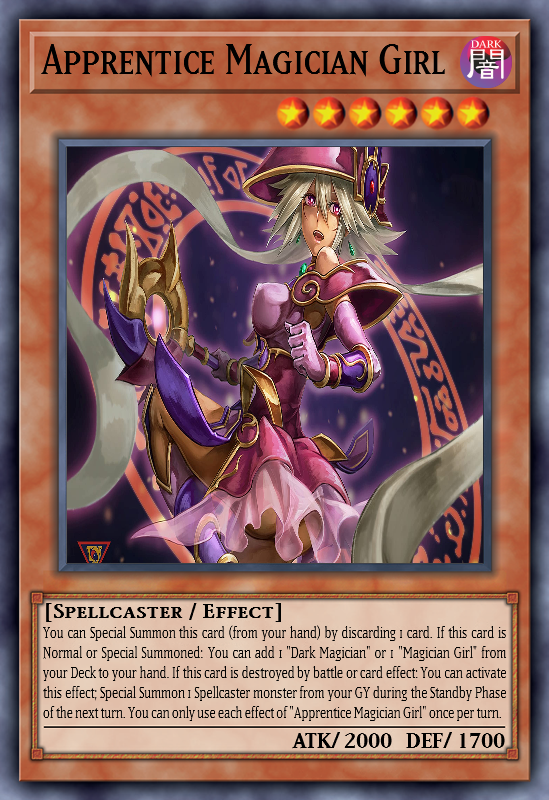 Apprentice Magician Girl
DARK
闇
[Spellcaster / Effect]
You can Special Summon this card (from your hand) by discarding 1 card. If this card is
Normal or Special Summoned: You can add 1 "Dark Magician" or 1 "Magician Girl" from
your Deck to your hand. If this card is destroyed by battle or card effect: You can activate
this effect; Special Summon 1 Spellcaster monster from your GY during the Standby Phase
of the next turn. You can only use each effect of "Apprentice Magician Girl" once per turn.
ATK/ 2000 DEF/ 1700